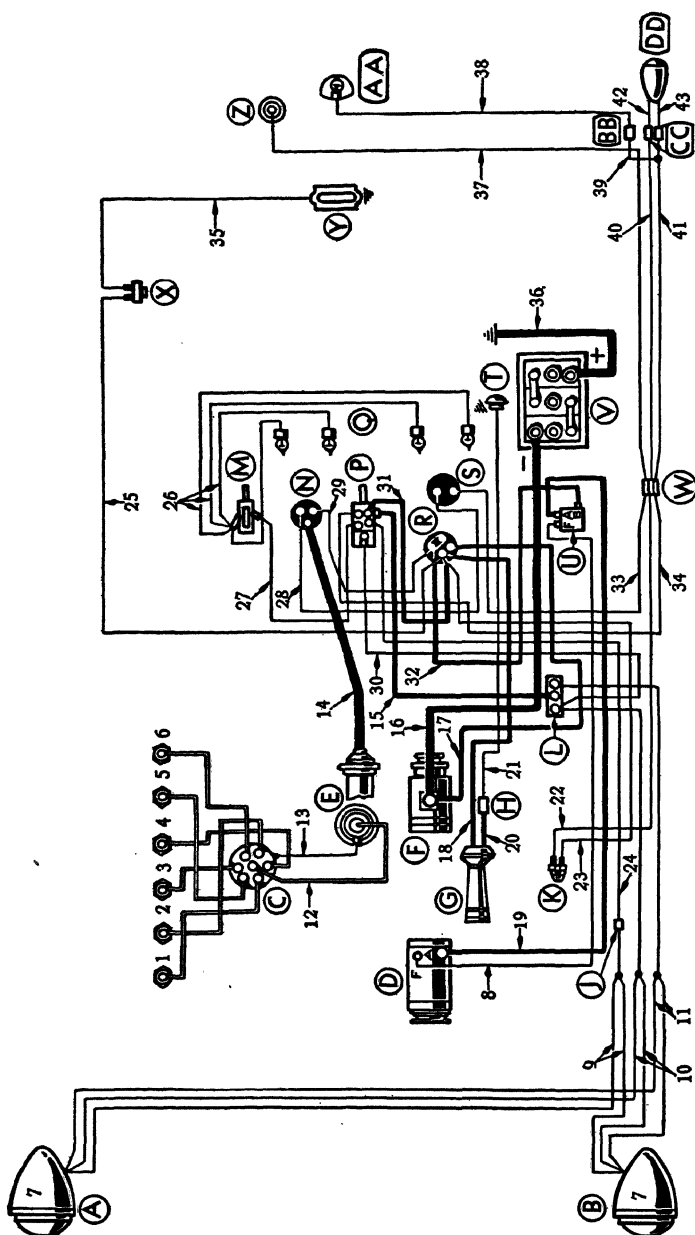 7
A
25
1 2 3 4 5 6
X
26
35
M
Z
27
C
28
12 13
N
14
E
29
Y
Q
P
AA
15 30
31
D
16
F
F
32
R
17
G
18
S
38
37
8
T
20
H
21
19
−
36
K
22
L
F A
U
+
23
J
V
9
B
39
BB
7
24
33
40
42
DD
10
34
41
43
11
W
CC